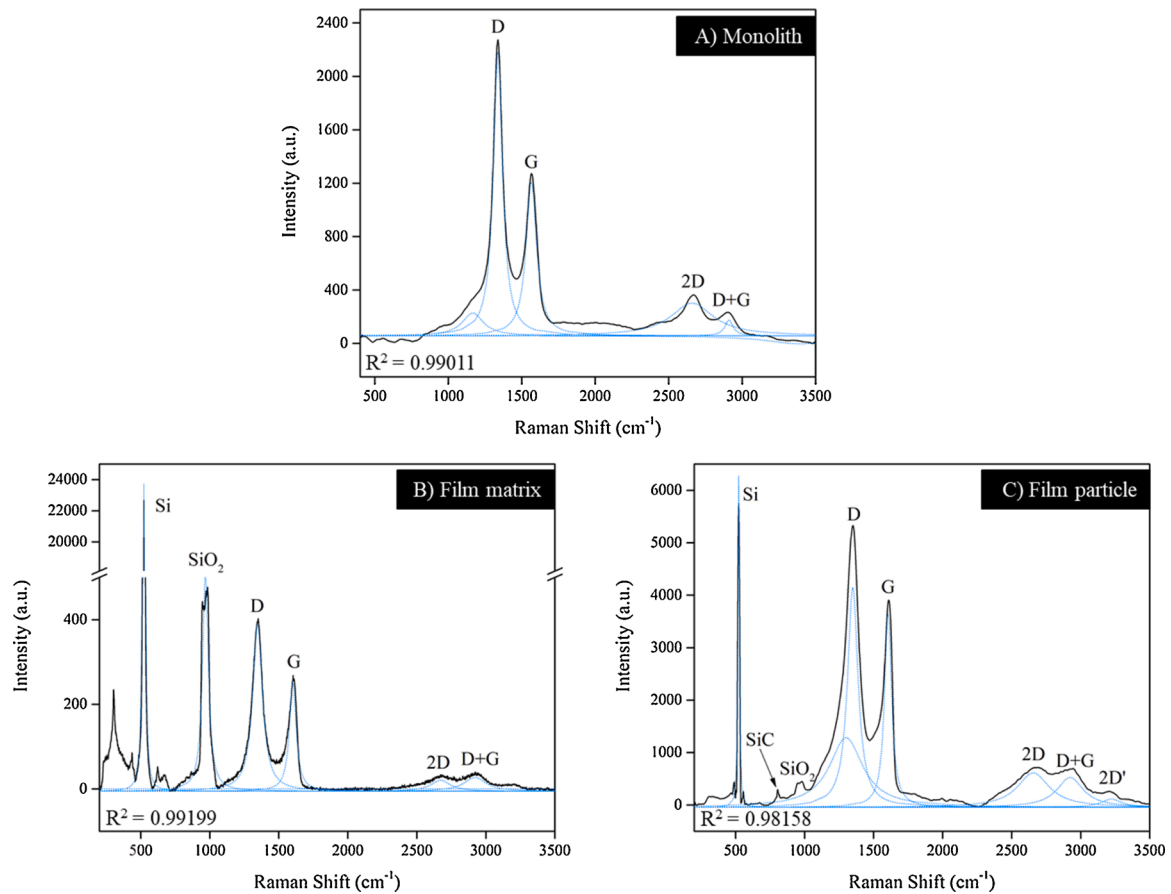 A) Monolith
2400
2000
1600
1200
800
400
0
Intensity (a.u.)
D
G
2D
D+G
R² = 0.99011
500 1000 1500 2000 2500 3000 3500
Raman Shift (cm⁻¹)
B) Film matrix
24000
22000
20000
400
200
0
Intensity (a.u.)
Si
SiO₂
D
G
2D
D+G
R² = 0.99199
500 1000 1500 2000 2500 3000 3500
Raman Shift (cm⁻¹)
C) Film particle
6000
5000
4000
3000
2000
1000
0
Intensity (a.u.)
Si
SiC
SiO₂
D
G
2D
D+G
2D'
R² = 0.98158
500 1000 1500 2000 2500 3000 3500
Raman Shift (cm⁻¹)